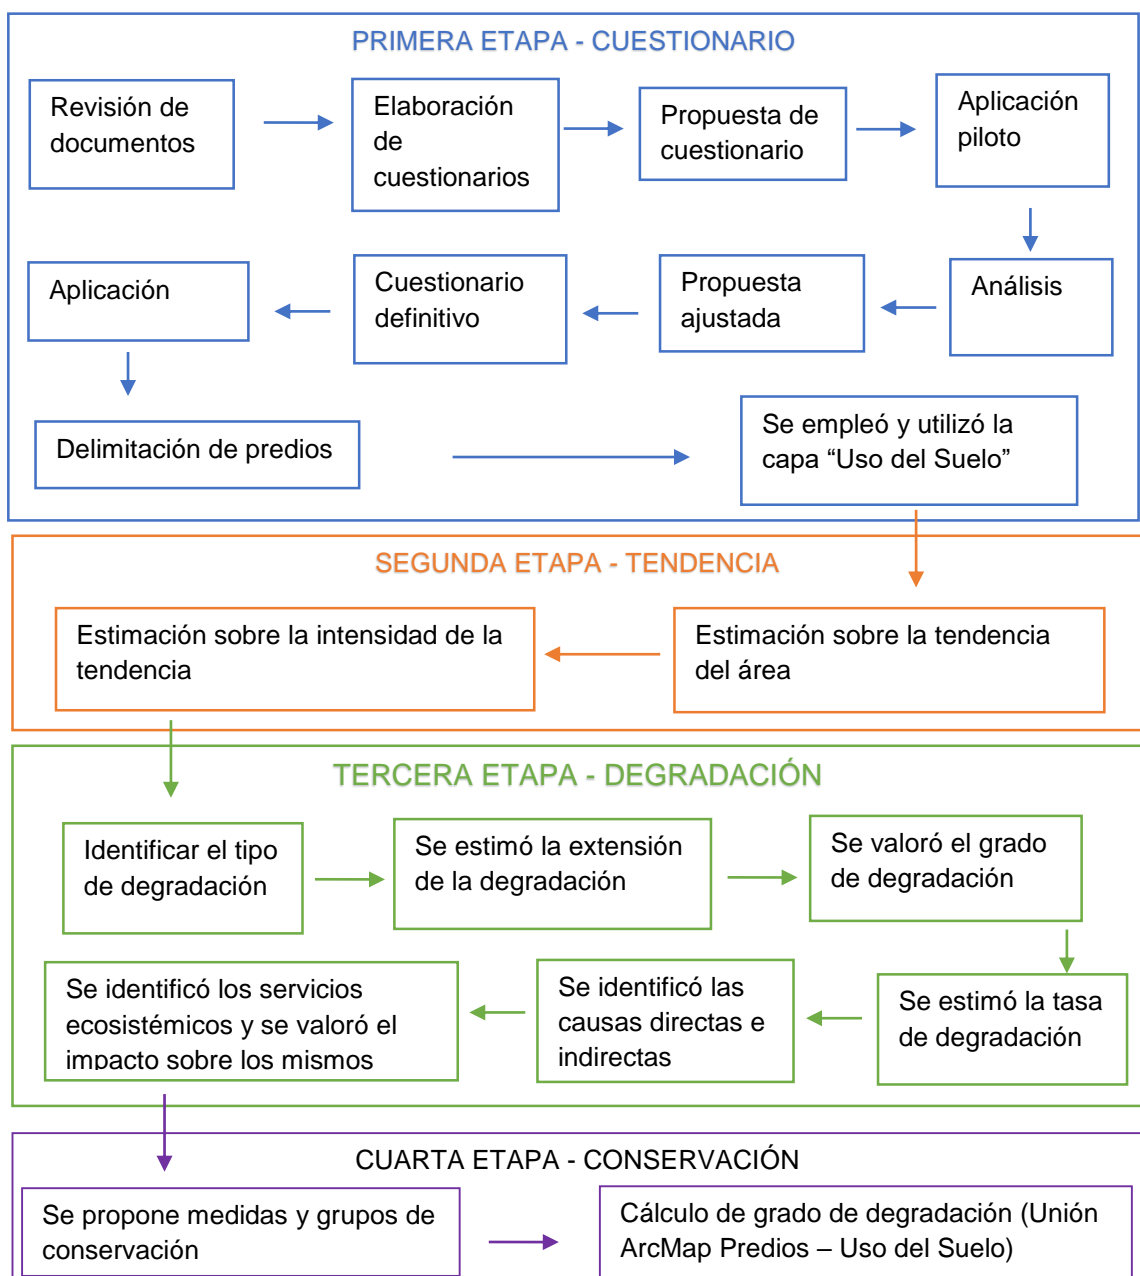 PRIMERA ETAPA - CUESTIONARIO
Revisión de
documentos
Elaboración
de
cuestionarios
Propuesta de
cuestionario
Aplicación
piloto
Análisis
Propuesta
ajustada
Cuestionario
definitivo
Aplicación
Delimitación de predios
Se empleó y utilizó la
capa “Uso del Suelo”
SEGUNDA ETAPA - TENDENCIA
Estimación sobre la tendencia
del área
Estimación sobre la intensidad de la
tendencia
TERCERA ETAPA - DEGRADACIÓN
Identificar el tipo
de degradación
Se estimó la extensión
de la degradación
Se valoró el grado
de degradación
Se estimó la tasa
de degradación
Se identificó las
causas directas e
indirectas
Se identificó los servicios
ecosistémicos y se valoró el
impacto sobre los mismos
CUARTA ETAPA - CONSERVACIÓN
Se propone medidas y grupos de
conservación
Cálculo de grado de degradación (Unión
ArcMap Predios – Uso del Suelo)